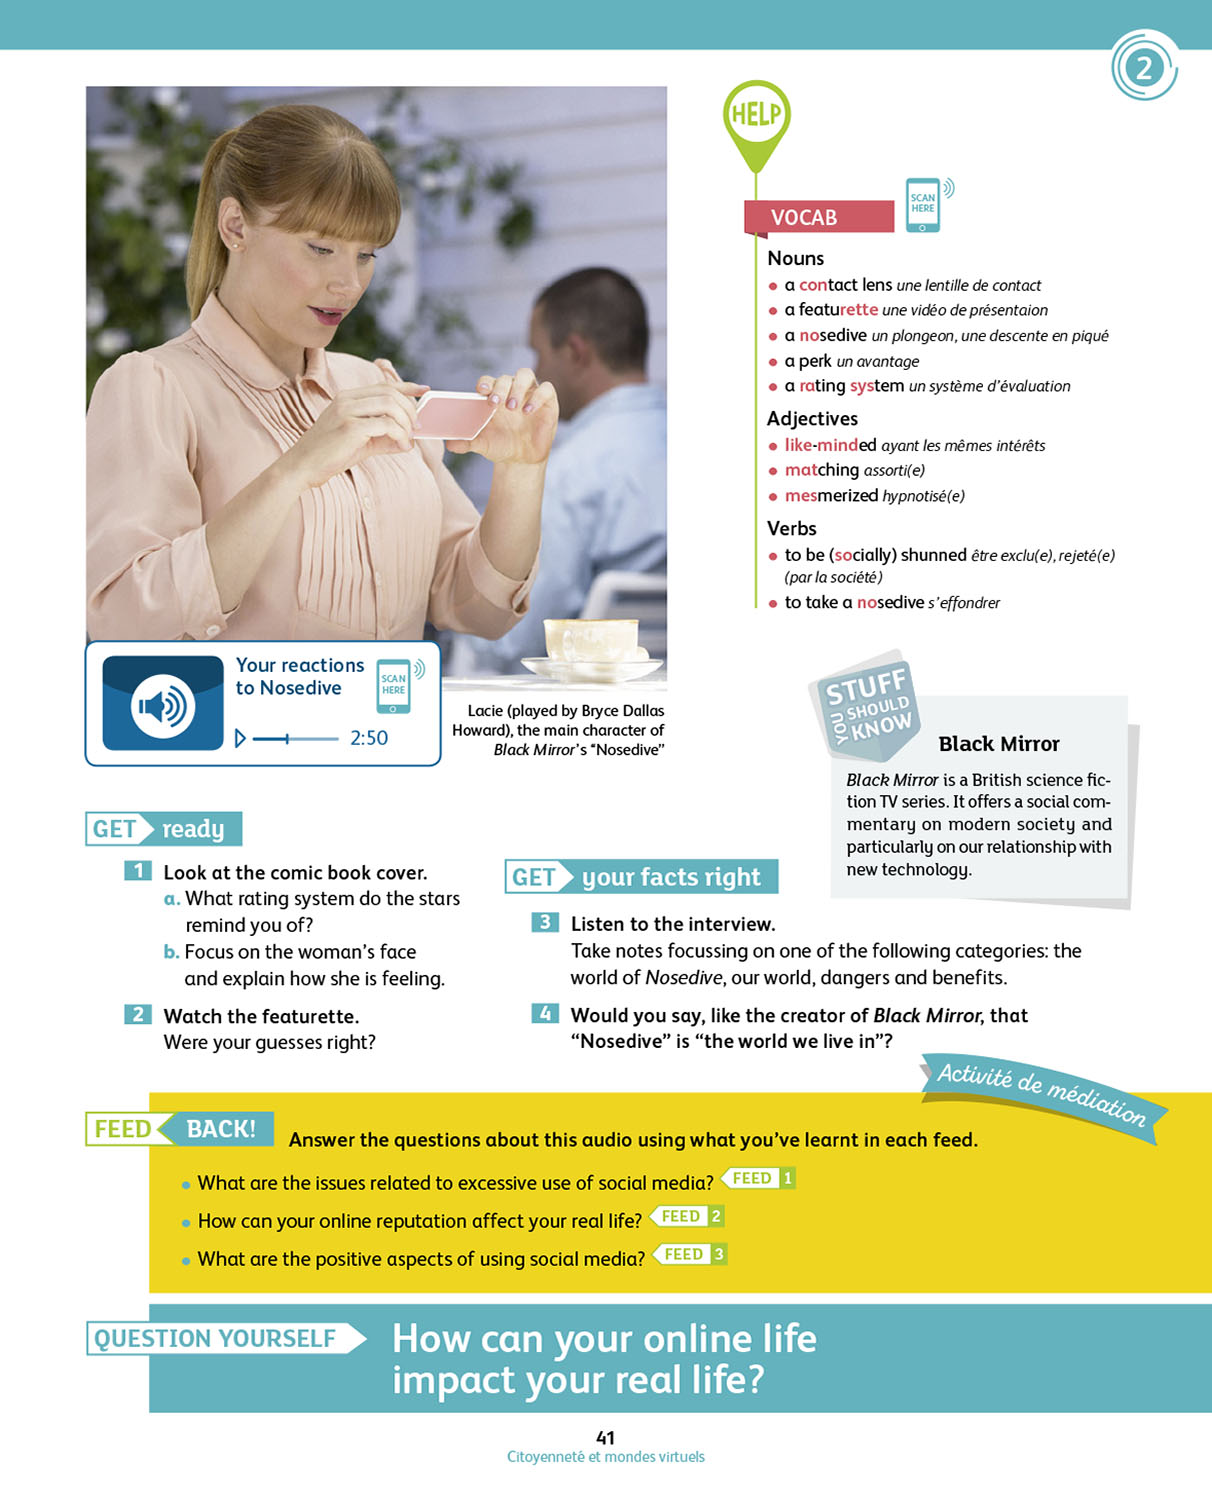 2
HELP
VOCAB
SCAN
HERE
Nouns
• a contact lens une lentille de contact
• a featurette une vidéo de présentaion
• a nosedive un plongeon, une descente en piqué
• a perk un avantage
• a rating system un système d'évaluation
Adjectives
• like-minded ayant les mêmes intérêts
• matching assorti(e)
• mesmerized hypnotisé(e)
Verbs
• to be (socially) shunned être exclu(e), rejeté(e)
(par la société)
• to take a nosedive s'effondrer
Your reactions
to Nosedive
SCAN
HERE
2:50
Lacie (played by Bryce Dallas
Howard), the main character of
Black Mirror's “Nosedive”
STUFF
YOU SHOULD
KNOW
Black Mirror
Black Mirror is a British science fic-
tion TV series. It offers a social com-
mentary on modern society and
particularly on our relationship with
new technology.
GET ready
1 Look at the comic book cover.
a. What rating system do the stars
remind you of?
b. Focus on the woman's face
and explain how she is feeling.
2 Watch the featurette.
Were your guesses right?
GET your facts right
3 Listen to the interview.
Take notes focussing on one of the following categories: the
world of Nosedive, our world, dangers and benefits.
4 Would you say, like the creator of Black Mirror, that
“Nosedive” is “the world we live in”?
Activité de médiation
FEED BACK!
Answer the questions about this audio using what you've learnt in each feed.
• What are the issues related to excessive use of social media? FEED 1
• How can your online reputation affect your real life? FEED 2
• What are the positive aspects of using social media? FEED 3
QUESTION YOURSELF
How can your online life
impact your real life?
41
Citoyenneté et mondes virtuels